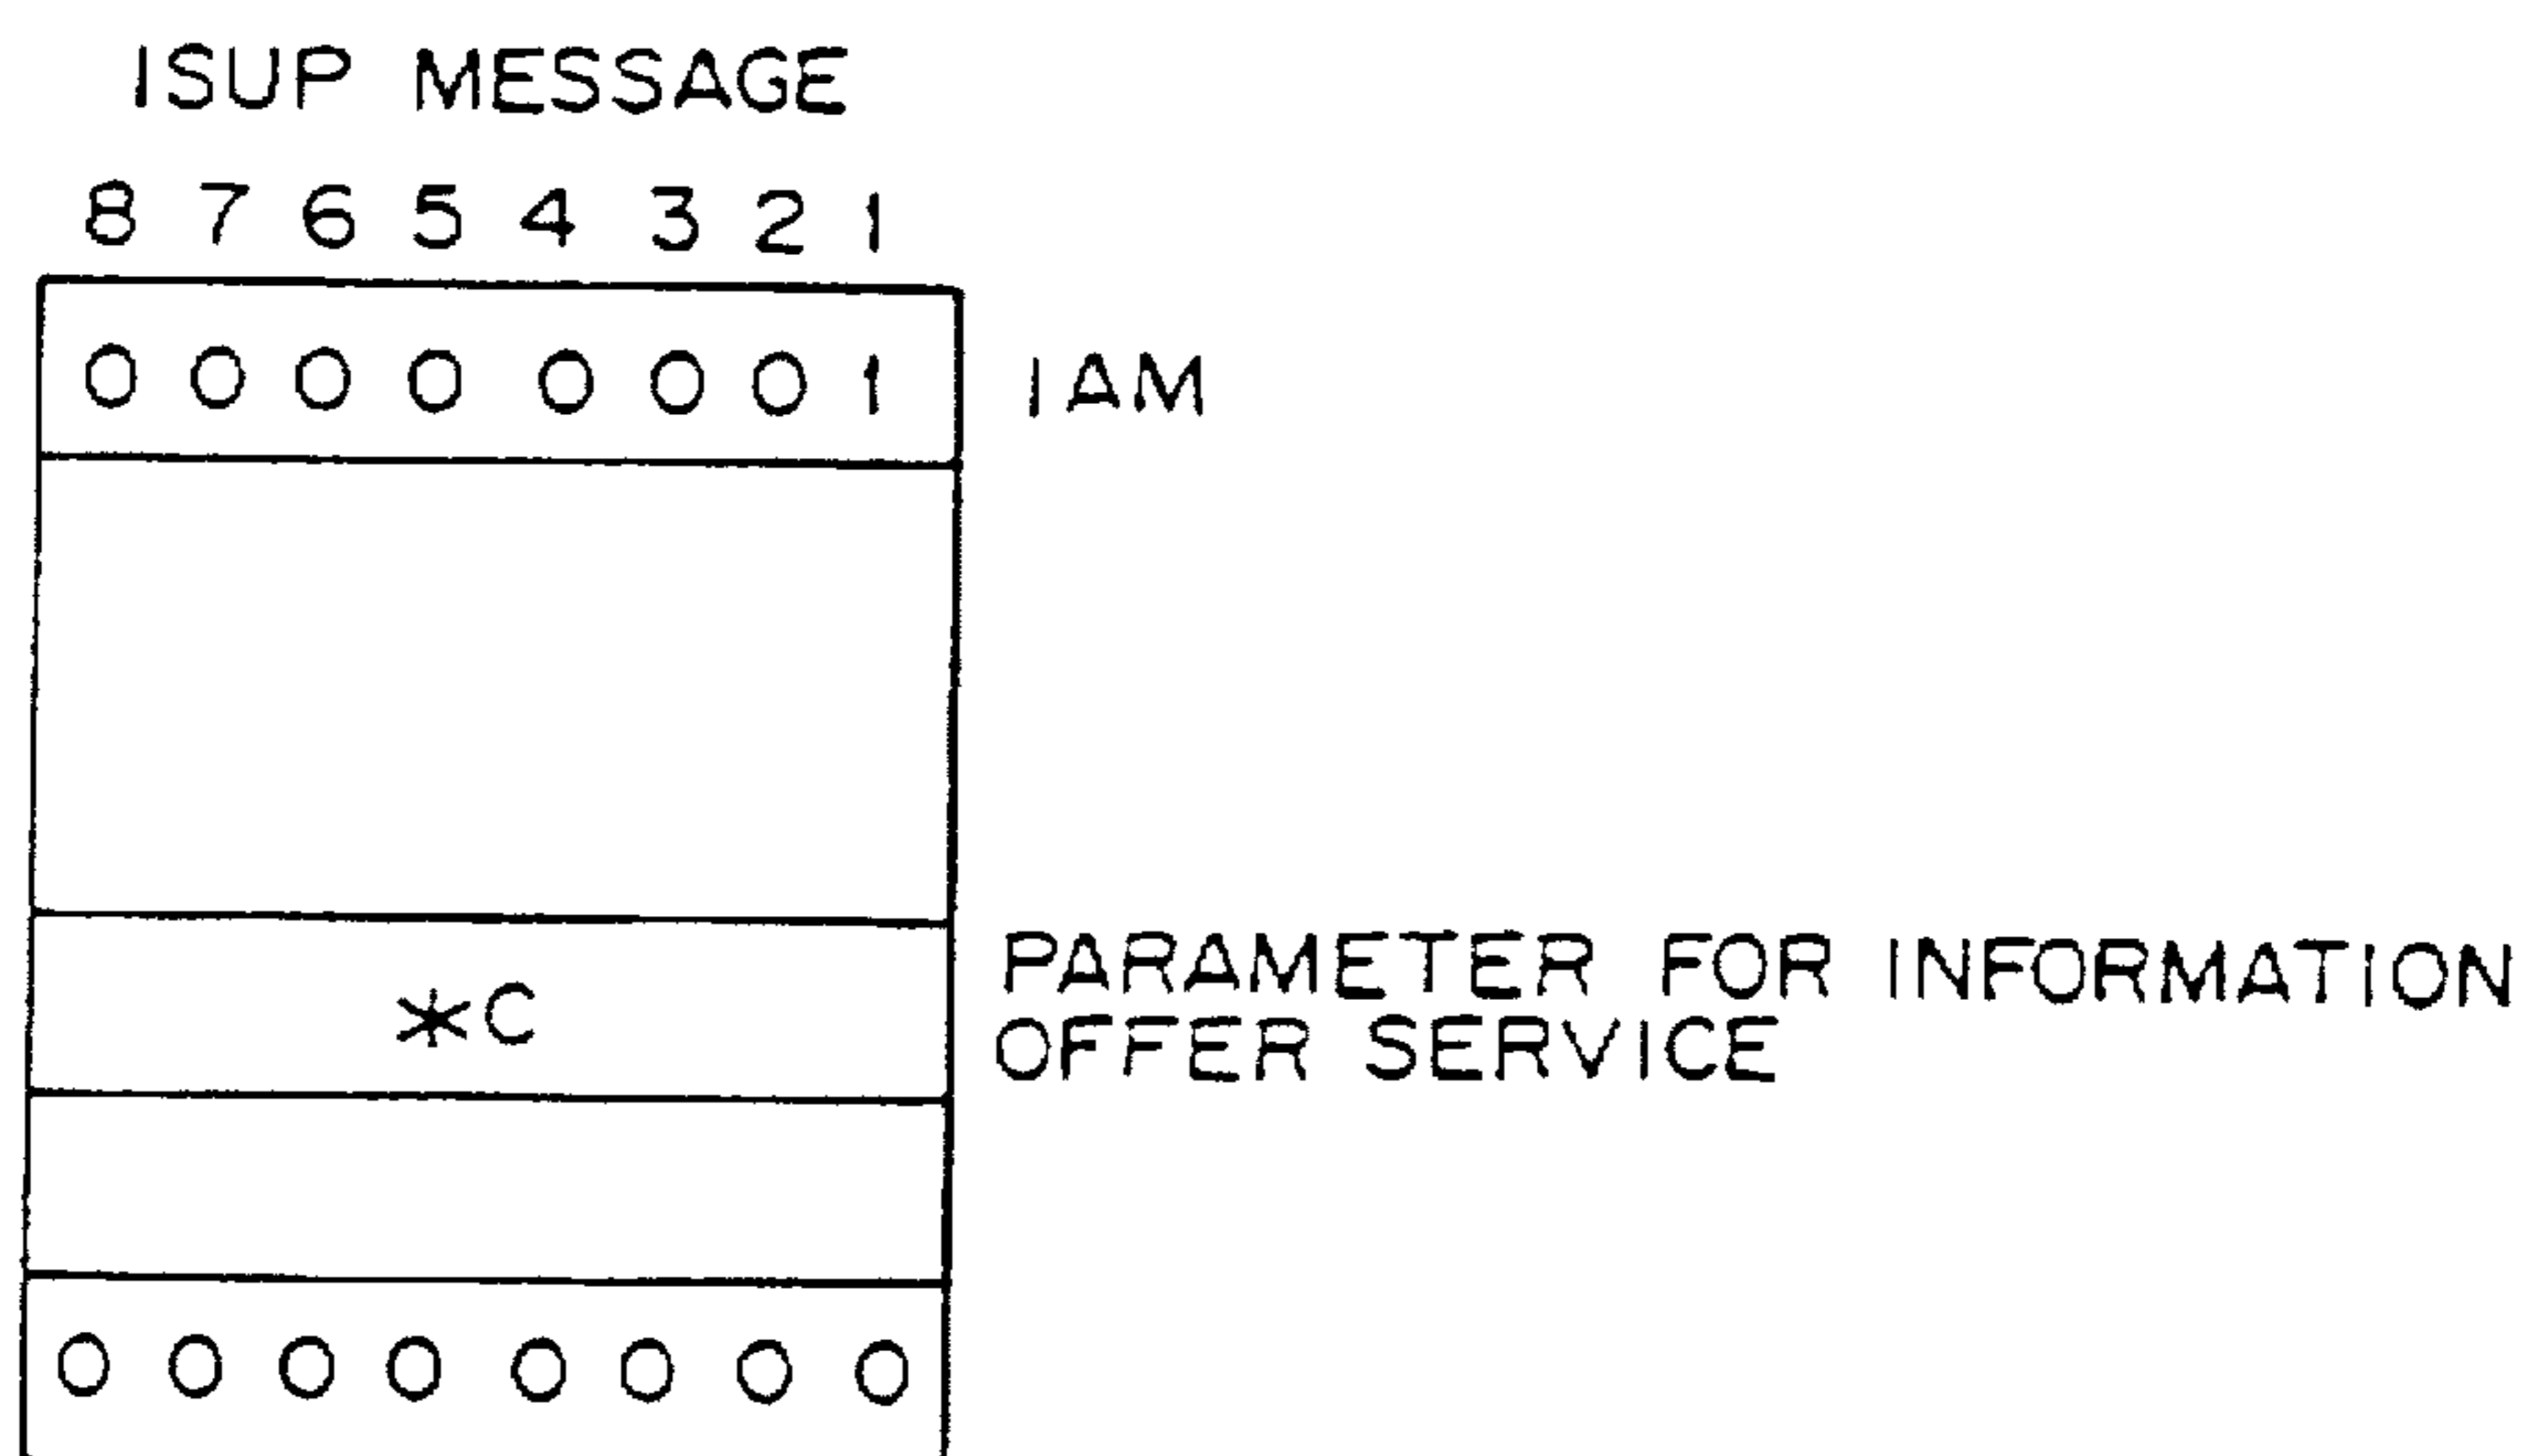 ISUP MESSAGE
8 7 6 5 4 3 2 1
0 0 0 0 0 0 0 1 IAM
*C PARAMETER FOR INFORMATION
OFFER SERVICE
0 0 0 0 0 0 0 0